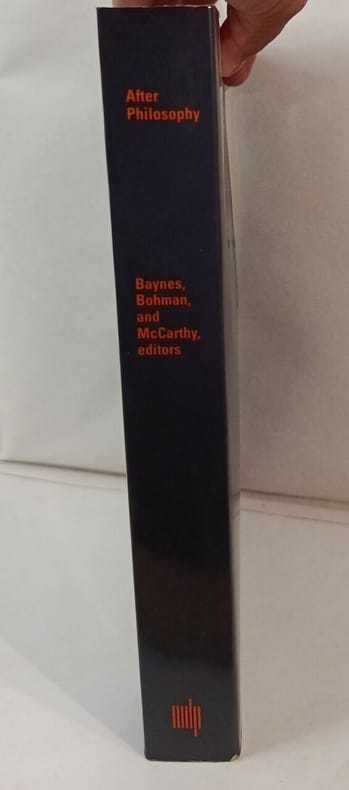 After
Philosophy
Baynes,
Bohman,
and
McCarthy,
editors